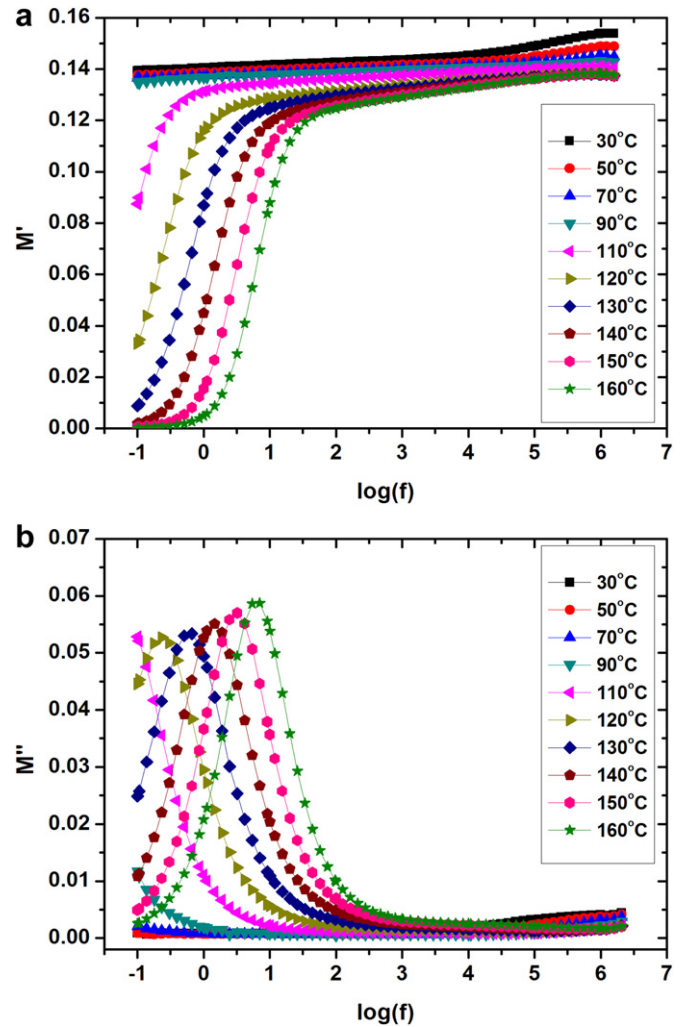 a
0.16
0.14
0.12
0.10
0.08
0.06
0.04
0.02
0.00
M'
30°C
50°C
70°C
90°C
110°C
120°C
130°C
140°C
150°C
160°C
-1 0 1 2 3 4 5 6 7
log(f)
b
0.07
0.06
0.05
0.04
0.03
0.02
0.01
0.00
M''
30°C
50°C
70°C
90°C
110°C
120°C
130°C
140°C
150°C
160°C
-1 0 1 2 3 4 5 6 7
log(f)